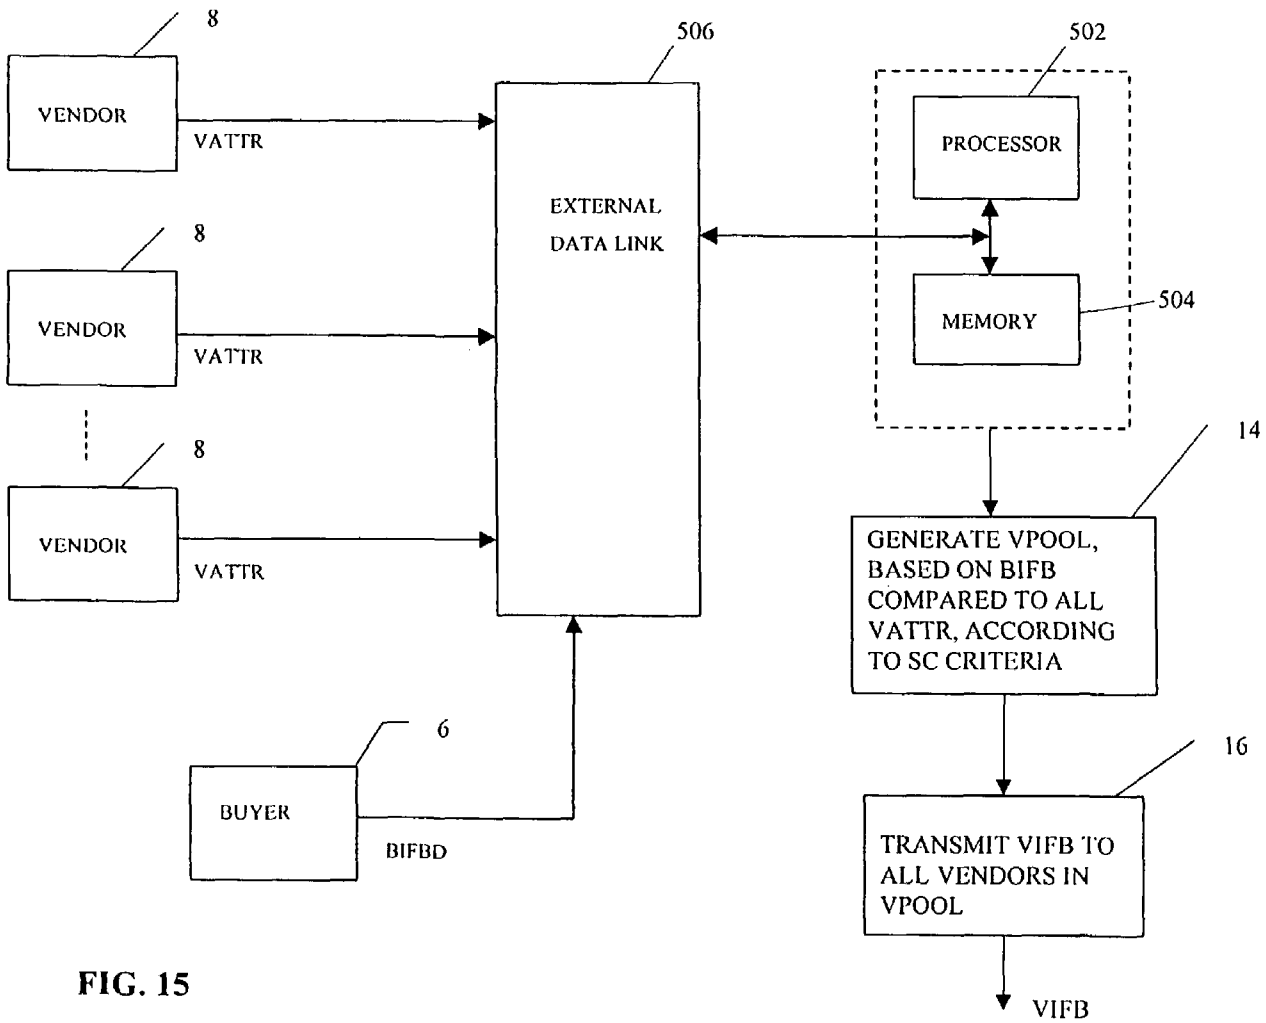 8
506
502
VENDOR
VATTR
PROCESSOR
EXTERNAL
DATA LINK
8
VENDOR
VATTR
MEMORY
504
8
VENDOR
VATTR
14
GENERATE VPOOL,
BASED ON BIFB
COMPARED TO ALL
VATTR, ACCORDING
TO SC CRITERIA
6
BUYER
BIFBD
16
TRANSMIT VIFB TO
ALL VENDORS IN
VPOOL
VIFB
FIG. 15